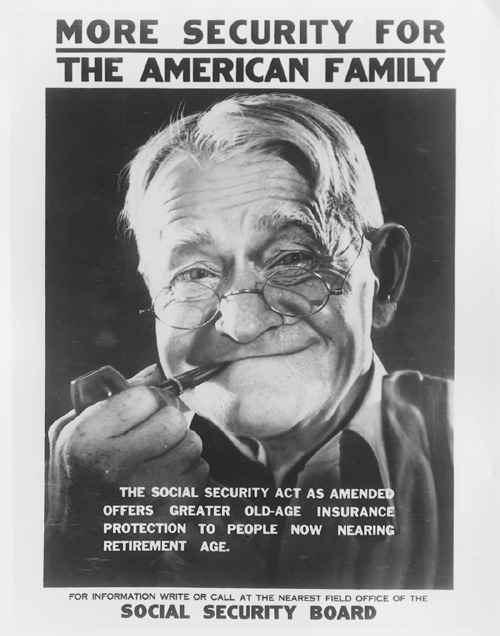 MORE SECURITY FOR
THE AMERICAN FAMILY
THE SOCIAL SECURITY ACT AS AMENDED
OFFERS GREATER OLD-AGE INSURANCE
PROTECTION TO PEOPLE NOW NEARING
RETIREMENT AGE.
FOR INFORMATION WRITE OR CALL AT THE NEAREST FIELD OFFICE OF THE
SOCIAL SECURITY BOARD